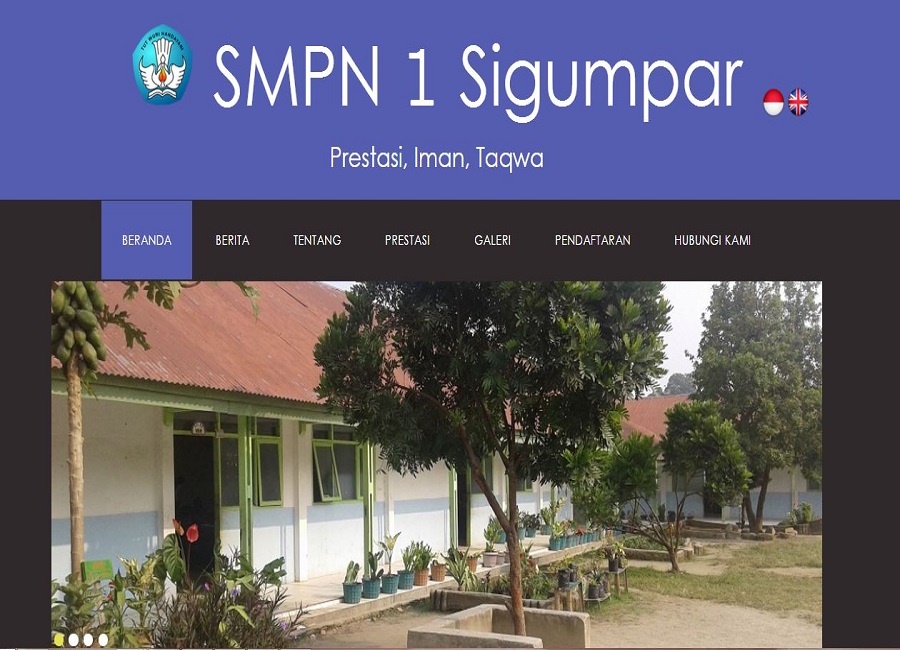 TUT WURI HANDAYANI
SMPN 1 Sigumpar
Prestasi, Iman, Taqwa
BERANDA BERITA TENTANG PRESTASI GALERI PENDAFTARAN HUBUNGI KAMI